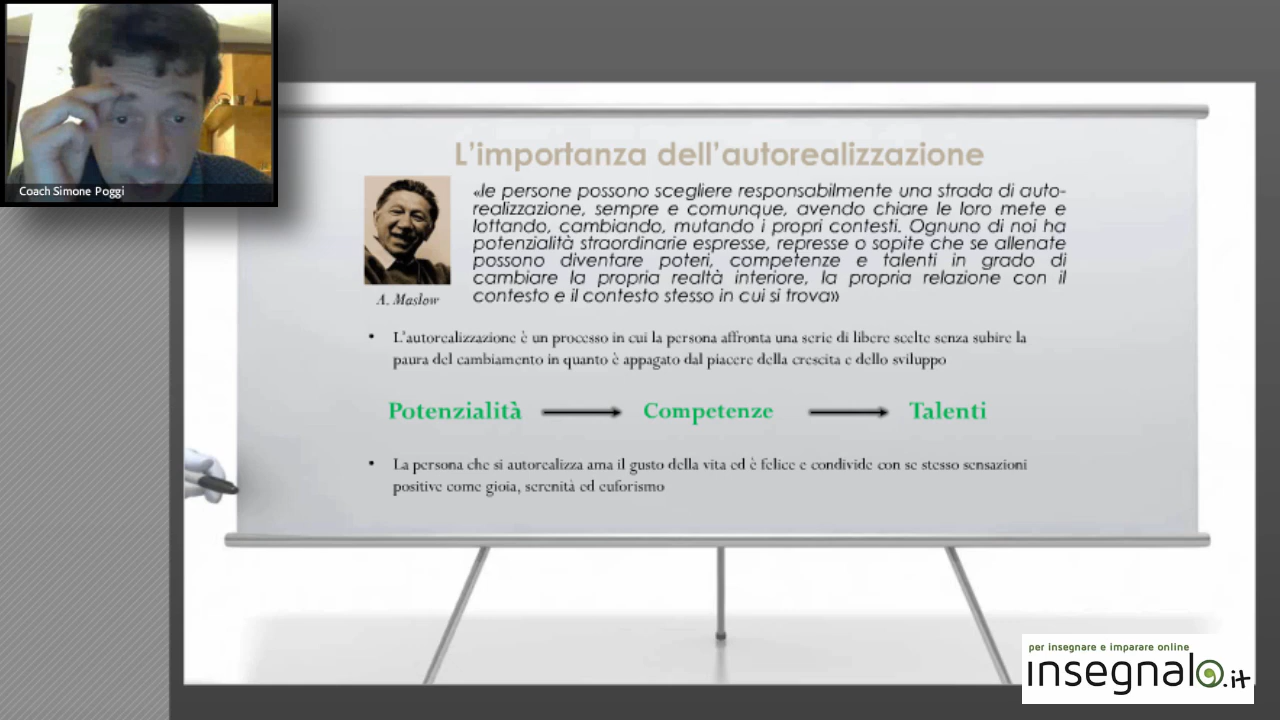 Coach Simone Poggi
L'importanza dell'autorealizzazione
«le persone possono scegliere responsabilmente una strada di auto-
realizzazione, sempre e comunque, avendo chiare le loro mete e
lottando, cambiando, mutando i propri contesti. Ognuno di noi ha
potenzialità straordinarie espresse, represse o sopite che se allenate
possono diventare poteri, competenze e talenti in grado di
cambiare la propria realtà interiore, la propria relazione con il
contesto e il contesto stesso in cui si trova»
A. Maslow
• L'autorealizzazione è un processo in cui la persona affronta una serie di libere scelte senza subire la
paura del cambiamento in quanto è appagato dal piacere della crescita e dello sviluppo
Potenzialità Competenze Talenti
• La persona che si autorealizza ama il gusto della vita ed è felice e condivide con se stesso sensazioni
positive come gioia, serenità ed euforismo
per insegnare e imparare online
insegnalo.it